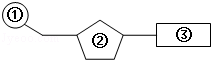 ① ② ③